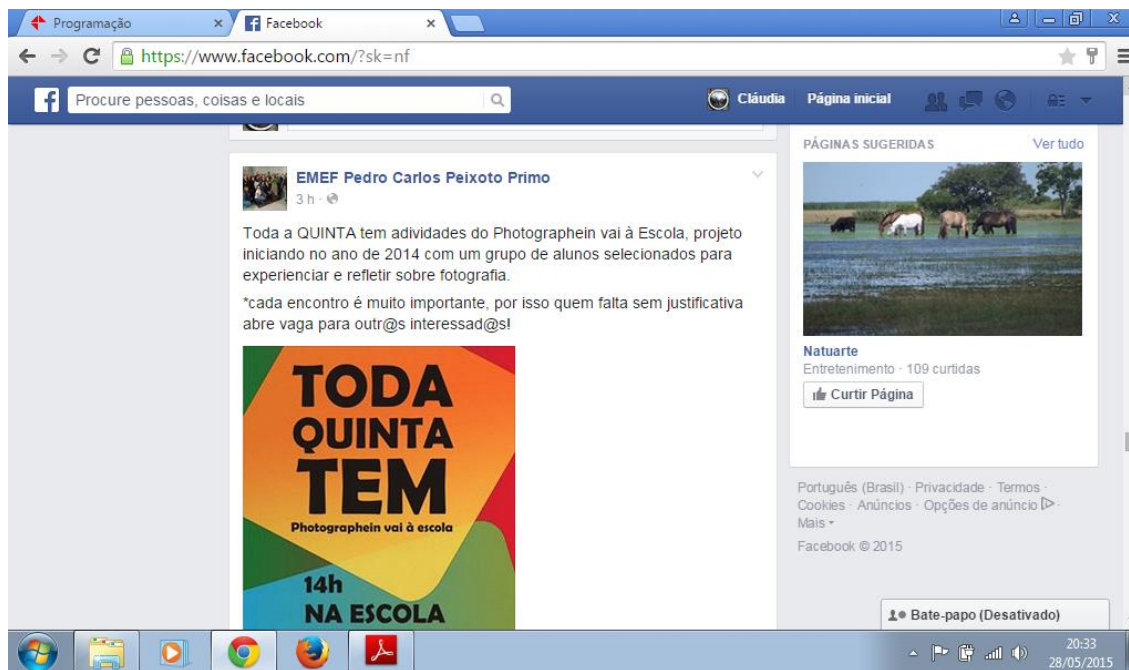 Programação
Facebook
https://www.facebook.com/?sk=nf
Procure pessoas, coisas e locais
Cláudia
Página inicial
EMEF Pedro Carlos Peixoto Primo
3 h ·
Toda a QUINTA tem adividades do Photographein vai à Escola, projeto
iniciando no ano de 2014 com um grupo de alunos selecionados para
experienciar e refletir sobre fotografia.
*cada encontro é muito importante, por isso quem falta sem justificativa
abre vaga para outr@s interessad@s!
TODA
QUINTA
TEM
Photographein vai à escola
14h
NA ESCOLA
PÁGINAS SUGERIDAS
Ver tudo
Natuarte
Entretenimento · 109 curtidas
Curtir Página
Português (Brasil) · Privacidade · Termos ·
Cookies · Anúncios · Opções de anúncio ·
Mais
Facebook © 2015
Bate-papo (Desativado)
20:33
28/05/2015